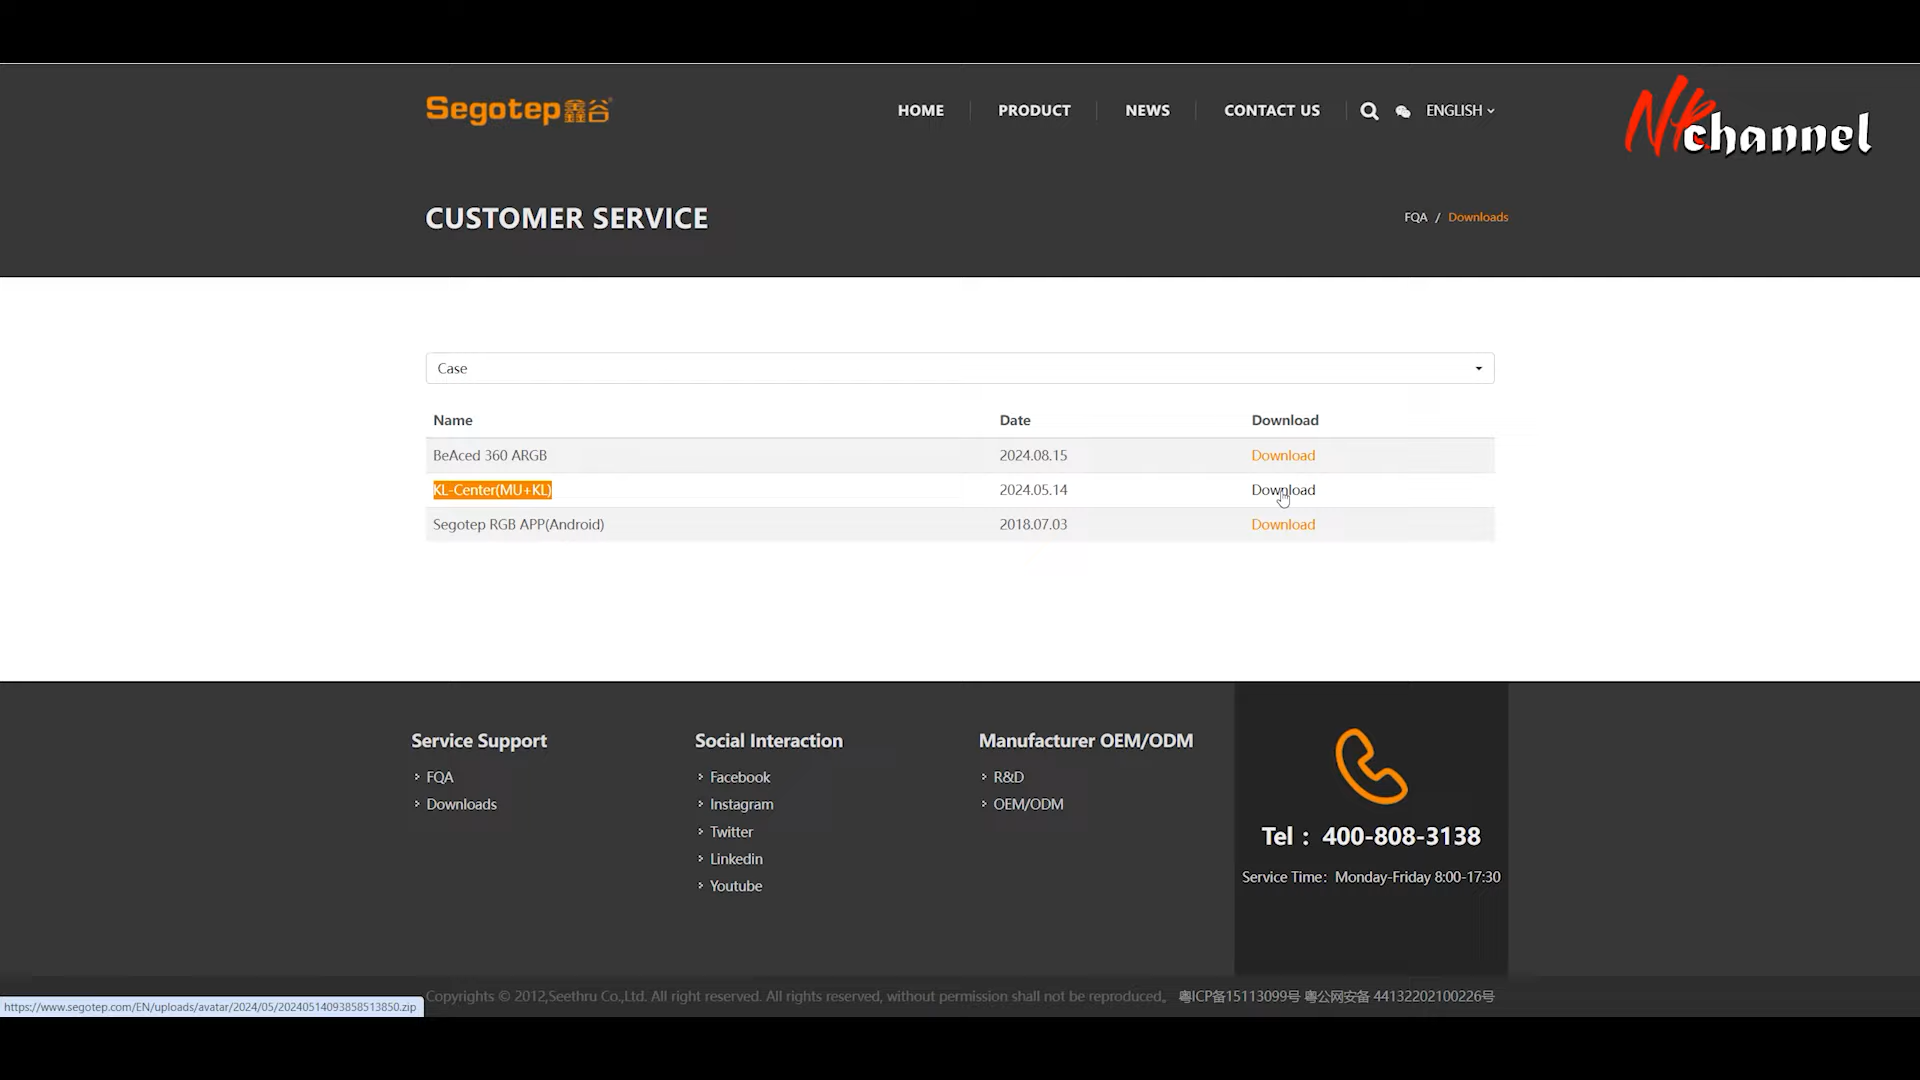 Segotep鑫谷®
HOME
PRODUCT
NEWS
CONTACT US
ENGLISH
Nk channel
CUSTOMER SERVICE
FQA / Downloads
Case
Name Date Download
BeAced 360 ARGB 2024.08.15 Download
KL-Center(MU+KL) 2024.05.14 Download
Segotep RGB APP(Android) 2018.07.03 Download
Service Support
FQA
Downloads
Social Interaction
Facebook
Instagram
Twitter
Linkedin
Youtube
Manufacturer OEM/ODM
R&D
OEM/ODM
Tel： 400-808-3138
Service Time：Monday-Friday 8:00-17:30
Copyrights © 2012,Seethru Co.,Ltd. All right reserved. All rights reserved, without permission shall not be reproduced。 粤ICP备15113099号 粤公网安备 44132202100226号
https://www.segotep.com/EN/uploads/avatar/2024/05/20240514093858513850.zip